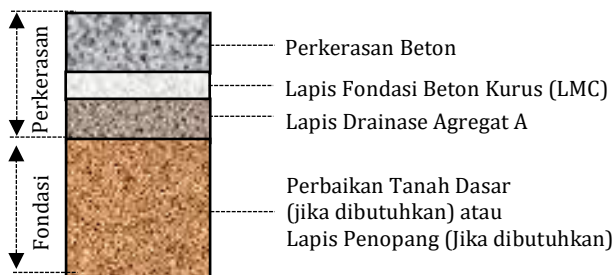 Perkerasan
Fondasi
Perkerasan Beton
Lapis Fondasi Beton Kurus (LMC)
Lapis Drainase Agregat A
Perbaikan Tanah Dasar
(jika dibutuhkan) atau
Lapis Penopang (Jika dibutuhkan)